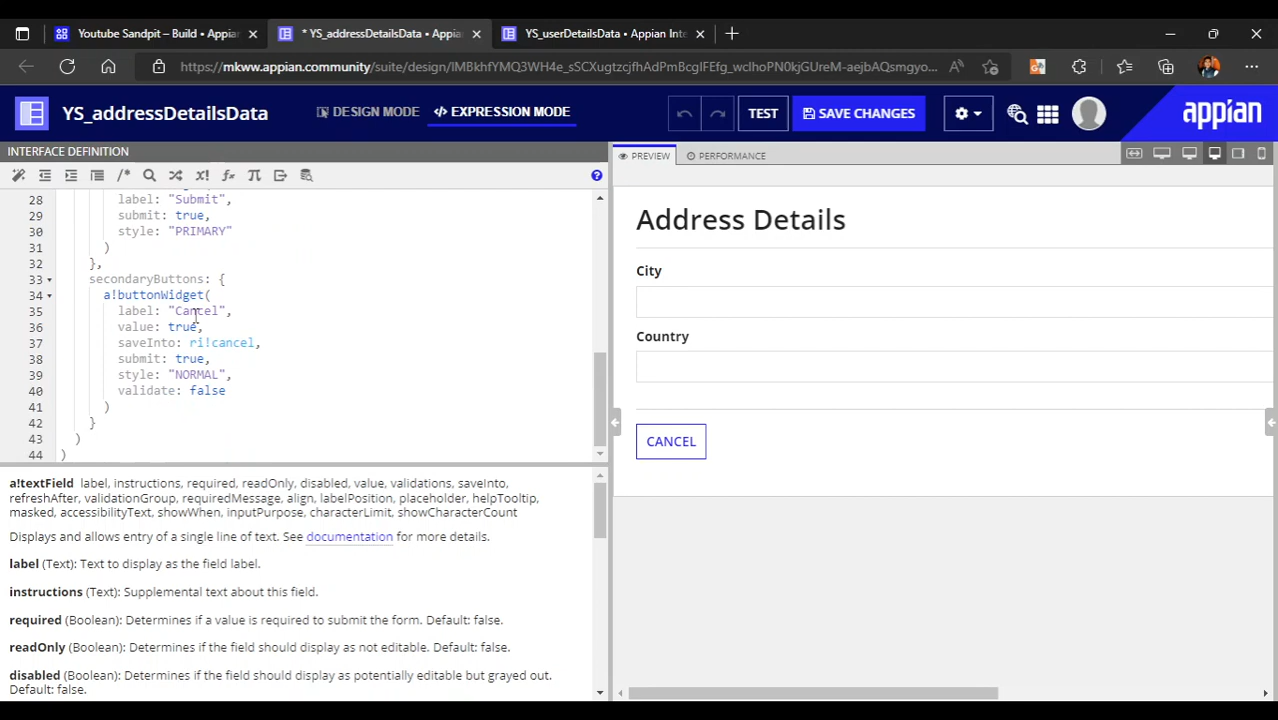 Youtube Sandpit – Build • Appian
* YS_addressDetailsData • Appian
YS_userDetailsData • Appian Inte
https://mkww.appian.community/suite/design/
YS_addressDetailsData
DESIGN MODE
</> EXPRESSION MODE
TEST
SAVE CHANGES
appian
INTERFACE DEFINITION
PREVIEW
PERFORMANCE
28 label: "Submit",
29 submit: true,
30 style: "PRIMARY"
31 )
32 },
33 secondaryButtons: {
34 a!buttonWidget(
35 label: "Cancel",
36 value: true,
37 saveInto: ri!cancel,
38 submit: true,
39 style: "NORMAL",
40 validate: false
41 )
42 }
43 )
44 )
a!textField label, instructions, required, readOnly, disabled, value, validations, saveInto,
refreshAfter, validationGroup, requiredMessage, align, labelPosition, placeholder, helpTooltip,
masked, accessibilityText, showWhen, inputPurpose, characterLimit, showCharacterCount
Displays and allows entry of a single line of text. See documentation for more details.
label (Text): Text to display as the field label.
instructions (Text): Supplemental text about this field.
required (Boolean): Determines if a value is required to submit the form. Default: false.
readOnly (Boolean): Determines if the field should display as not editable. Default: false.
disabled (Boolean): Determines if the field should display as potentially editable but grayed out.
Default: false.
Address Details
City
Country
CANCEL